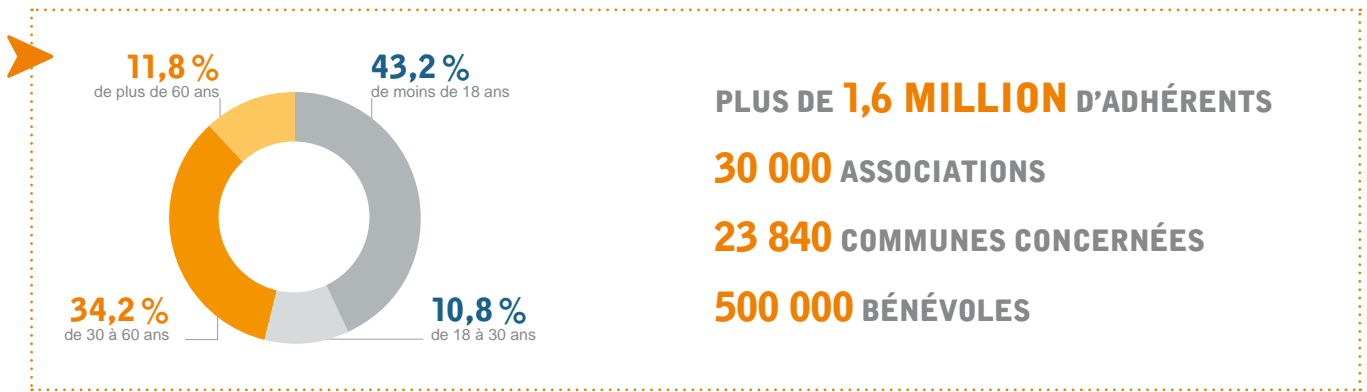 11,8 %
de plus de 60 ans
43,2 %
de moins de 18 ans
34,2 %
de 30 à 60 ans
10,8 %
de 18 à 30 ans
PLUS DE 1,6 MILLION D’ADHÉRENTS
30 000 ASSOCIATIONS
23 840 COMMUNES CONCERNÉES
500 000 BÉNÉVOLES